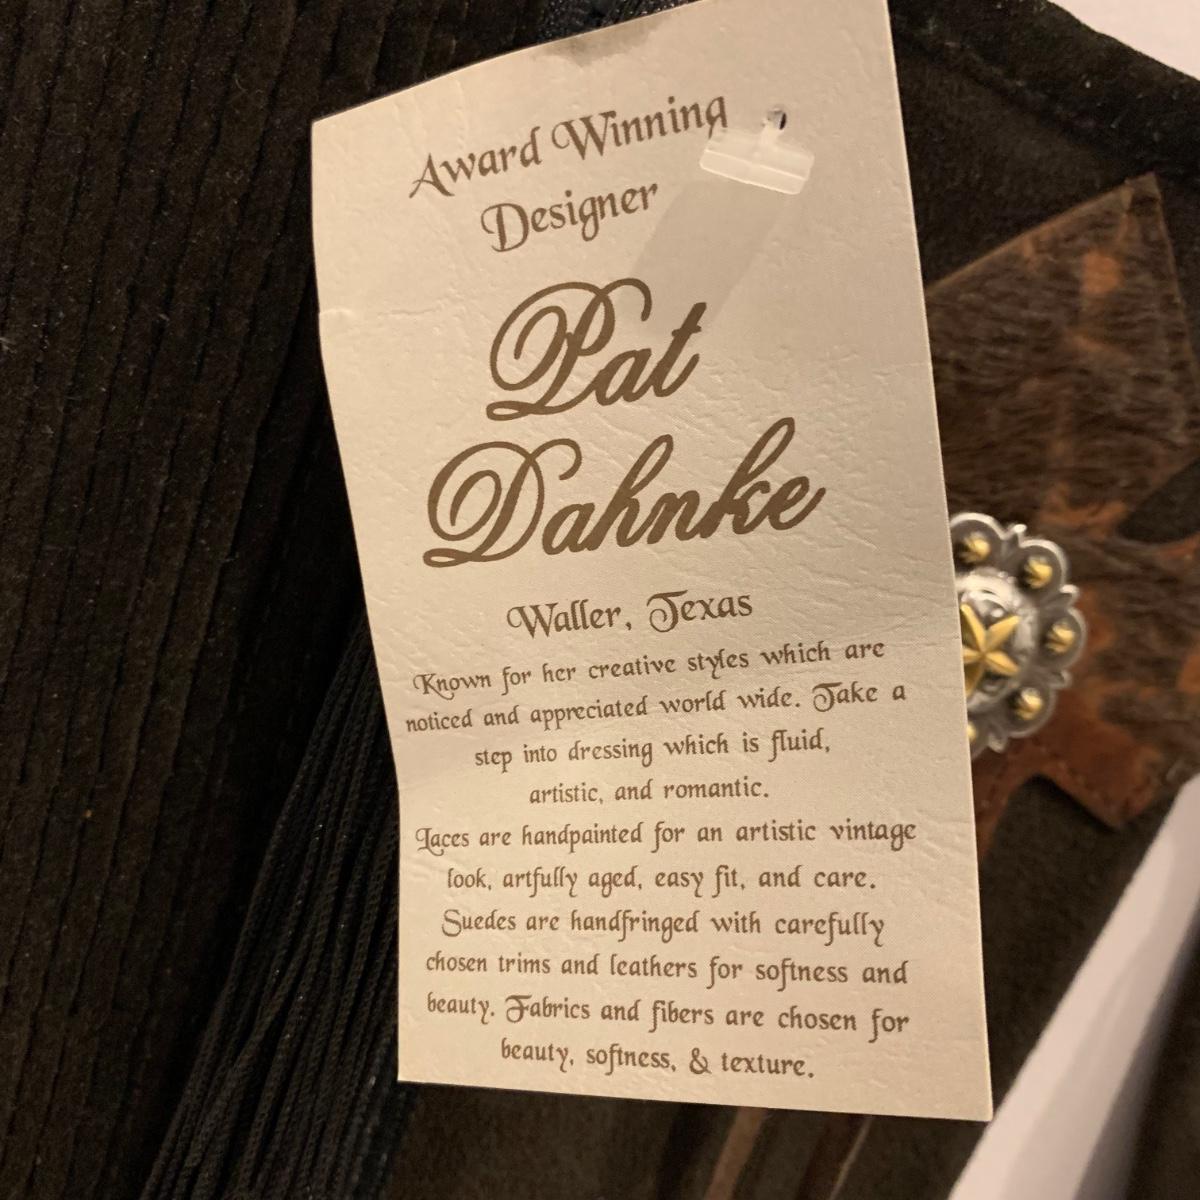 Award Winning
Designer
Pat
Dahnke
Waller, Texas
Known for her creative styles which are
noticed and appreciated world wide. Take a
step into dressing which is fluid,
artistic, and romantic.
Laces are handpainted for an artistic vintage
look, artfully aged, easy fit, and care.
Suedes are handfringed with carefully
chosen trims and leathers for softness and
beauty. Fabrics and fibers are chosen for
beauty, softness, & texture.